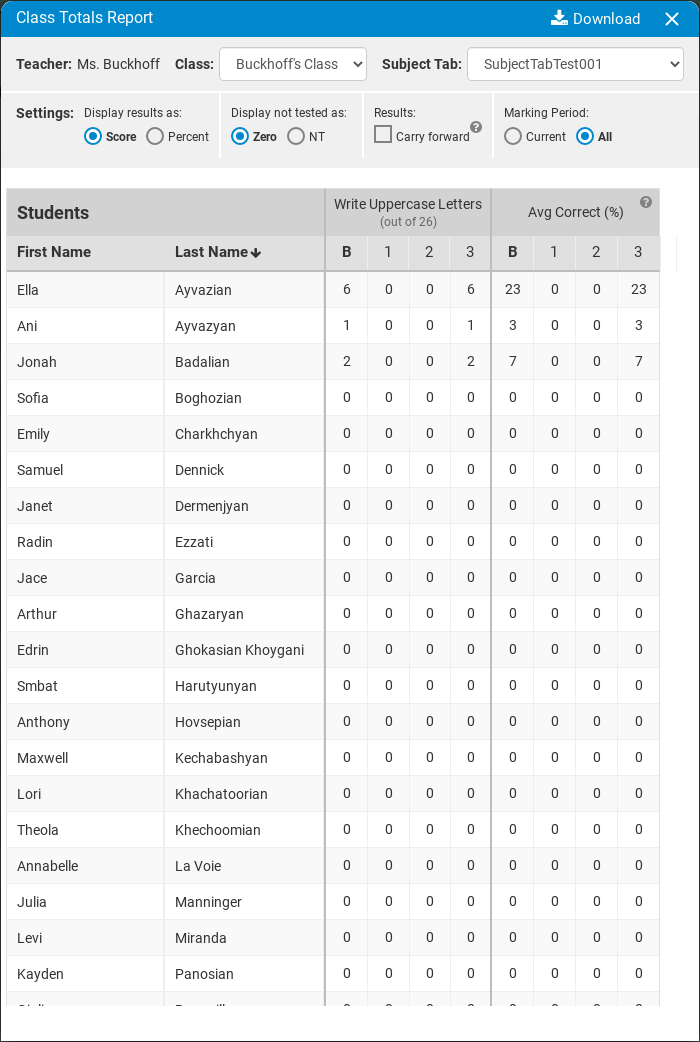 Class Totals Report Download
Teacher: Ms. Buckhoff Class: Buckhoff's Class Subject Tab: SubjectTabTest001
Settings: Display results as: Display not tested as: Results: Marking Period:
Score Percent Zero NT Carry forward ? Current All
Students Write Uppercase Letters Avg Correct (%) ?
(out of 26)
First Name Last Name B 1 2 3 B 1 2 3
Ella Ayvazian 6 0 0 6 23 0 0 23
Ani Ayvazyan 1 0 0 1 3 0 0 3
Jonah Badalian 2 0 0 2 7 0 0 7
Sofia Boghozian 0 0 0 0 0 0 0 0
Emily Charkhchyan 0 0 0 0 0 0 0 0
Samuel Dennick 0 0 0 0 0 0 0 0
Janet Dermenjyan 0 0 0 0 0 0 0 0
Radin Ezzati 0 0 0 0 0 0 0 0
Jace Garcia 0 0 0 0 0 0 0 0
Arthur Ghazaryan 0 0 0 0 0 0 0 0
Edrin Ghokasian Khoygani 0 0 0 0 0 0 0 0
Smbat Harutyunyan 0 0 0 0 0 0 0 0
Anthony Hovsepian 0 0 0 0 0 0 0 0
Maxwell Kechabashyan 0 0 0 0 0 0 0 0
Lori Khachatoorian 0 0 0 0 0 0 0 0
Theola Khechoomian 0 0 0 0 0 0 0 0
Annabelle La Voie 0 0 0 0 0 0 0 0
Julia Manninger 0 0 0 0 0 0 0 0
Levi Miranda 0 0 0 0 0 0 0 0
Kayden Panosian 0 0 0 0 0 0 0 0